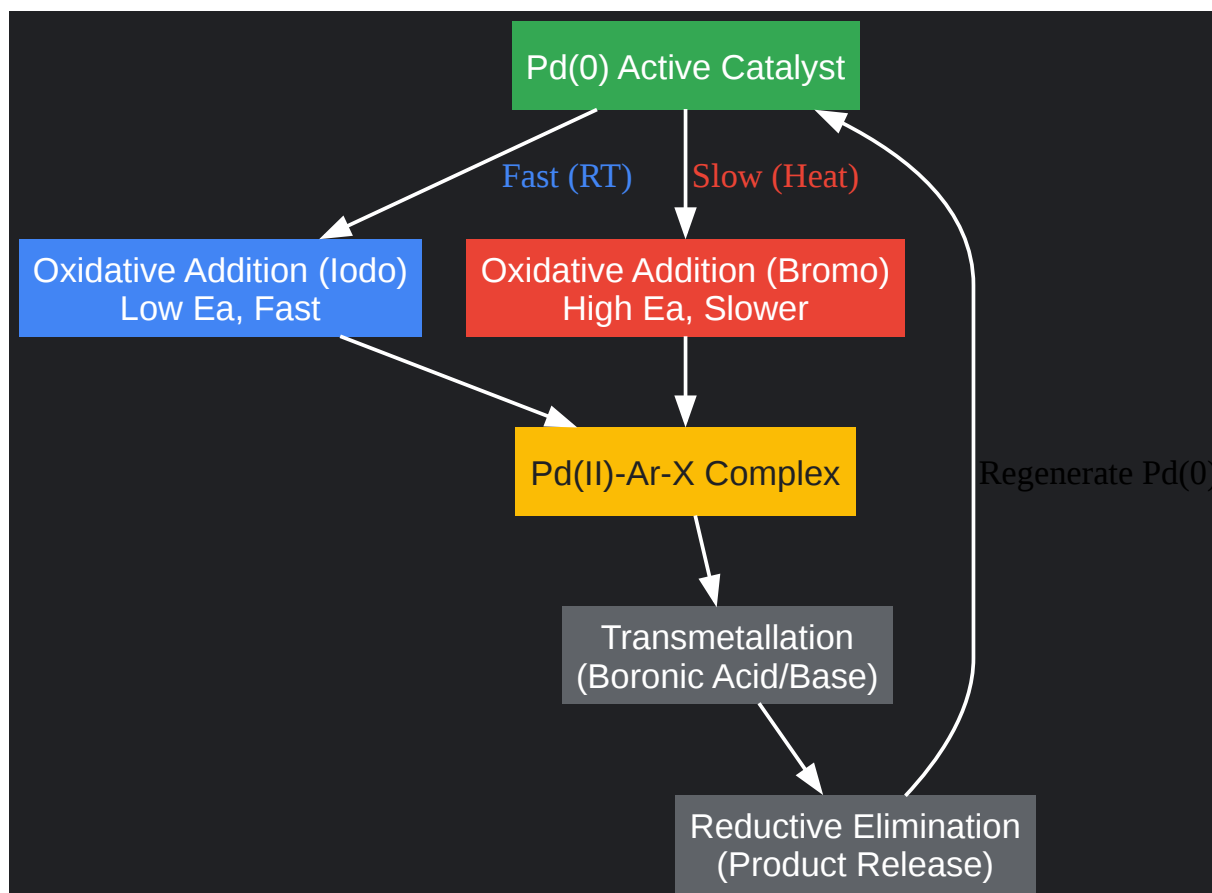 Pd(0) Active Catalyst
Fast (RT)
Slow (Heat)
Oxidative Addition (Iodo)
Low Ea, Fast
Oxidative Addition (Bromo)
High Ea, Slower
Pd(II)-Ar-X Complex
Regenerate Pd(0)
Transmetallation
(Boronic Acid/Base)
Reductive Elimination
(Product Release)